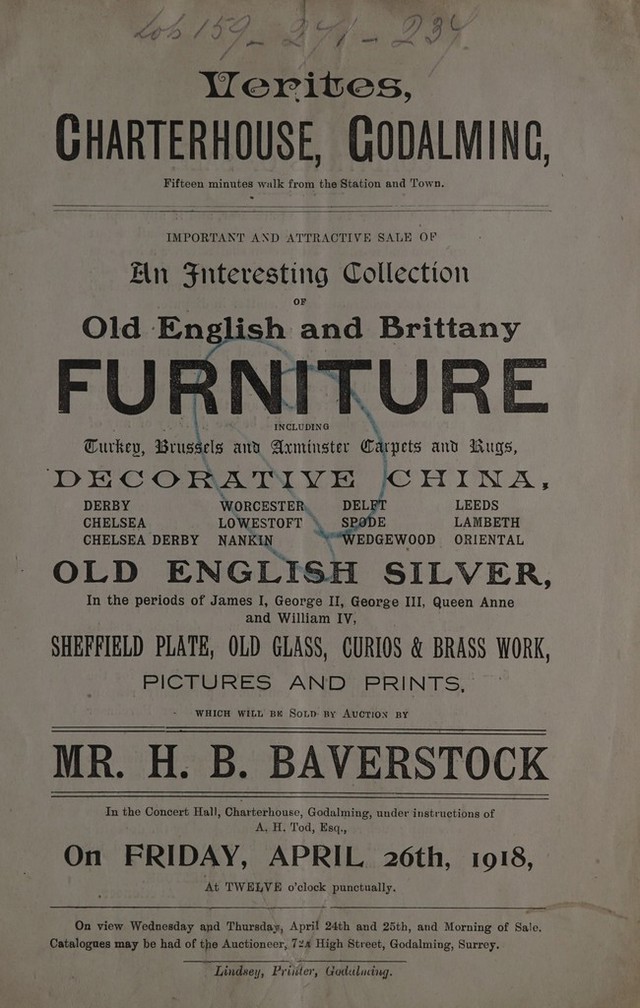 Lots 159 - 271 - 237.
Verites,
CHARTERHOUSE, GODALMING,
Fifteen minutes walk from the Station and Town.
IMPORTANT AND ATTRACTIVE SALE OF
An Interesting Collection
OF
Old English and Brittany
FURNITURE
INCLUDING
Turkey, Brussels and Axminster Carpets and Rugs,
DECORATIVE CHINA,
DERBY WORCESTER DELFT LEEDS
CHELSEA LOWESTOFT SPODE LAMBETH
CHELSEA DERBY NANKIN WEDGEWOOD ORIENTAL
OLD ENGLISH SILVER,
In the periods of James I, George II, George III, Queen Anne
and William IV,
SHEFFIELD PLATE, OLD GLASS, CURIOS & BRASS WORK,
PICTURES AND PRINTS,
WHICH WILL BE SOLD BY AUCTION BY
MR. H. B. BAVERSTOCK
In the Concert Hall, Charterhouse, Godalming, under instructions of
A. H. Tod, Esq.,
On FRIDAY, APRIL 26th, 1918,
At TWELVE o'clock punctually.
On view Wednesday and Thursday, April 24th and 25th, and Morning of Sale.
Catalogues may be had of the Auctioneer, 72A High Street, Godalming, Surrey.
Lindsey, Printer, Godalming.